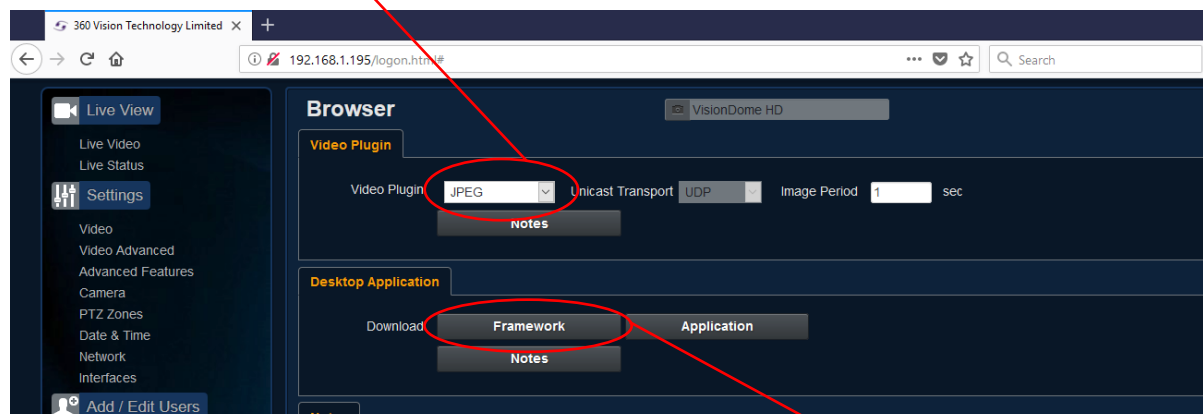 360 Vision Technology Limited
192.168.1.195/logon.html#
Search
Live View
Live Video
Live Status
Settings
Video
Video Advanced
Advanced Features
Camera
PTZ Zones
Date & Time
Network
Interfaces
Add / Edit Users
Browser
VisionDome HD
Video Plugin
Video Plugin JPEG Unicast Transport UDP Image Period 1 sec
Notes
Desktop Application
Download Framework Application
Notes